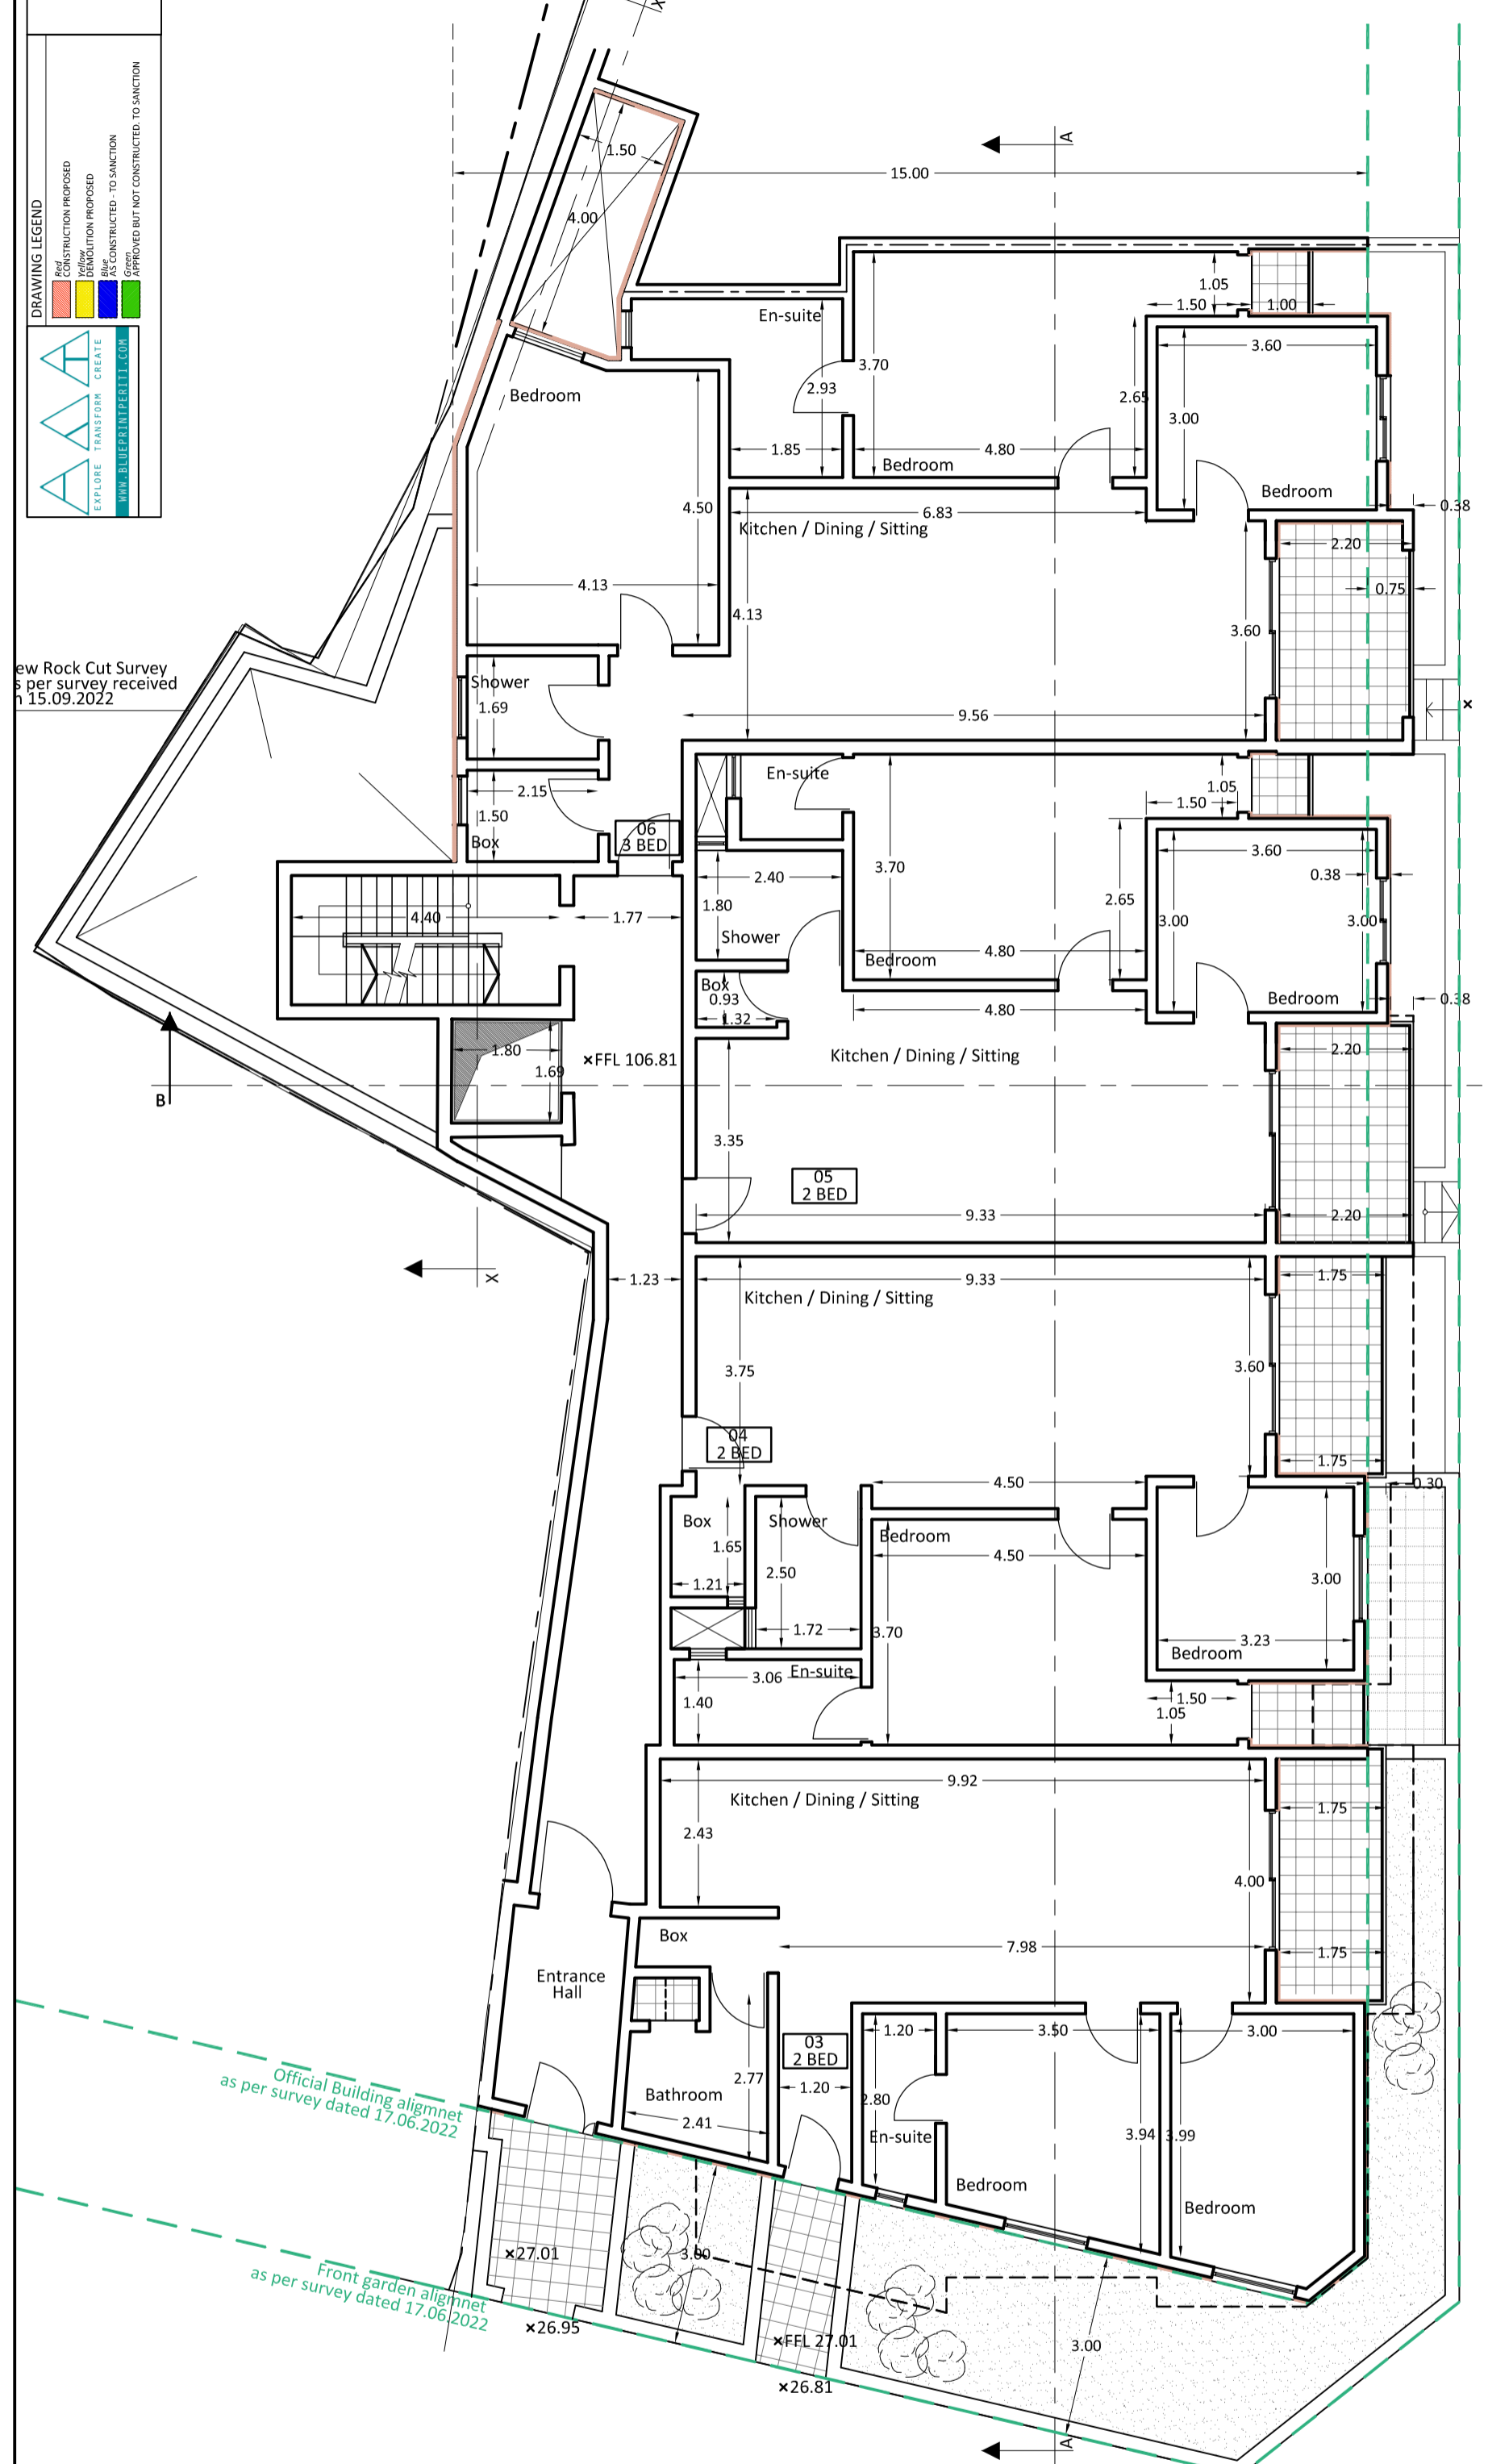 DRAWING LEGEND
Red
CONSTRUCTION PROPOSED
Yellow
DEMOLITION PROPOSED
Blue
AS CONSTRUCTED - TO SANCTION
Green
APPROVED BUT NOT CONSTRUCTED. TO SANCTION
EXPLORE TRANSFORM CREATE
WWW.BLUEPRINTPERITI.COM
X
A
1.50
15.00
4.00
1.05
1.50
1.00
En-suite
3.60
3.70
2.93
2.65
3.00
Bedroom
1.85
4.80
Bedroom
Bedroom
4.50
6.83
0.38
Kitchen / Dining / Sitting
2.20
4.13
0.75
4.13
3.60
ew Rock Cut Survey
s per survey received
n 15.09.2022
Shower
1.69
9.56
En-suite
1.05
2.15
1.50
1.50
Box
06
3 BED
3.60
3.70
0.38
2.40
1.80
2.65
4.40
1.77
3.00
3.00
Shower
4.80
Bedroom
Box
0.93
1.32
4.80
Bedroom
0.38
1.80
1.69
FFL 106.81
Kitchen / Dining / Sitting
2.20
B
3.35
05
2 BED
9.33
2.20
X
1.23
9.33
1.75
Kitchen / Dining / Sitting
3.75
3.60
04
2 BED
1.75
4.50
0.30
Box
Shower
Bedroom
1.65
4.50
2.50
3.00
1.21
1.72
3.70
3.23
Bedroom
3.06
En-suite
1.40
1.50
1.05
9.92
Kitchen / Dining / Sitting
1.75
2.43
4.00
Box
7.98
1.75
Entrance
Hall
1.20
3.50
3.00
03
2 BED
2.77
1.20
2.80
Bathroom
2.41
En-suite
3.94
3.99
Bedroom
Bedroom
Official Building aligmnet
as per survey dated 17.06.2022
27.01
3.00
Front garden aligmnet
as per survey dated 17.06.2022
26.95
FFL 27.01
3.00
26.81
A